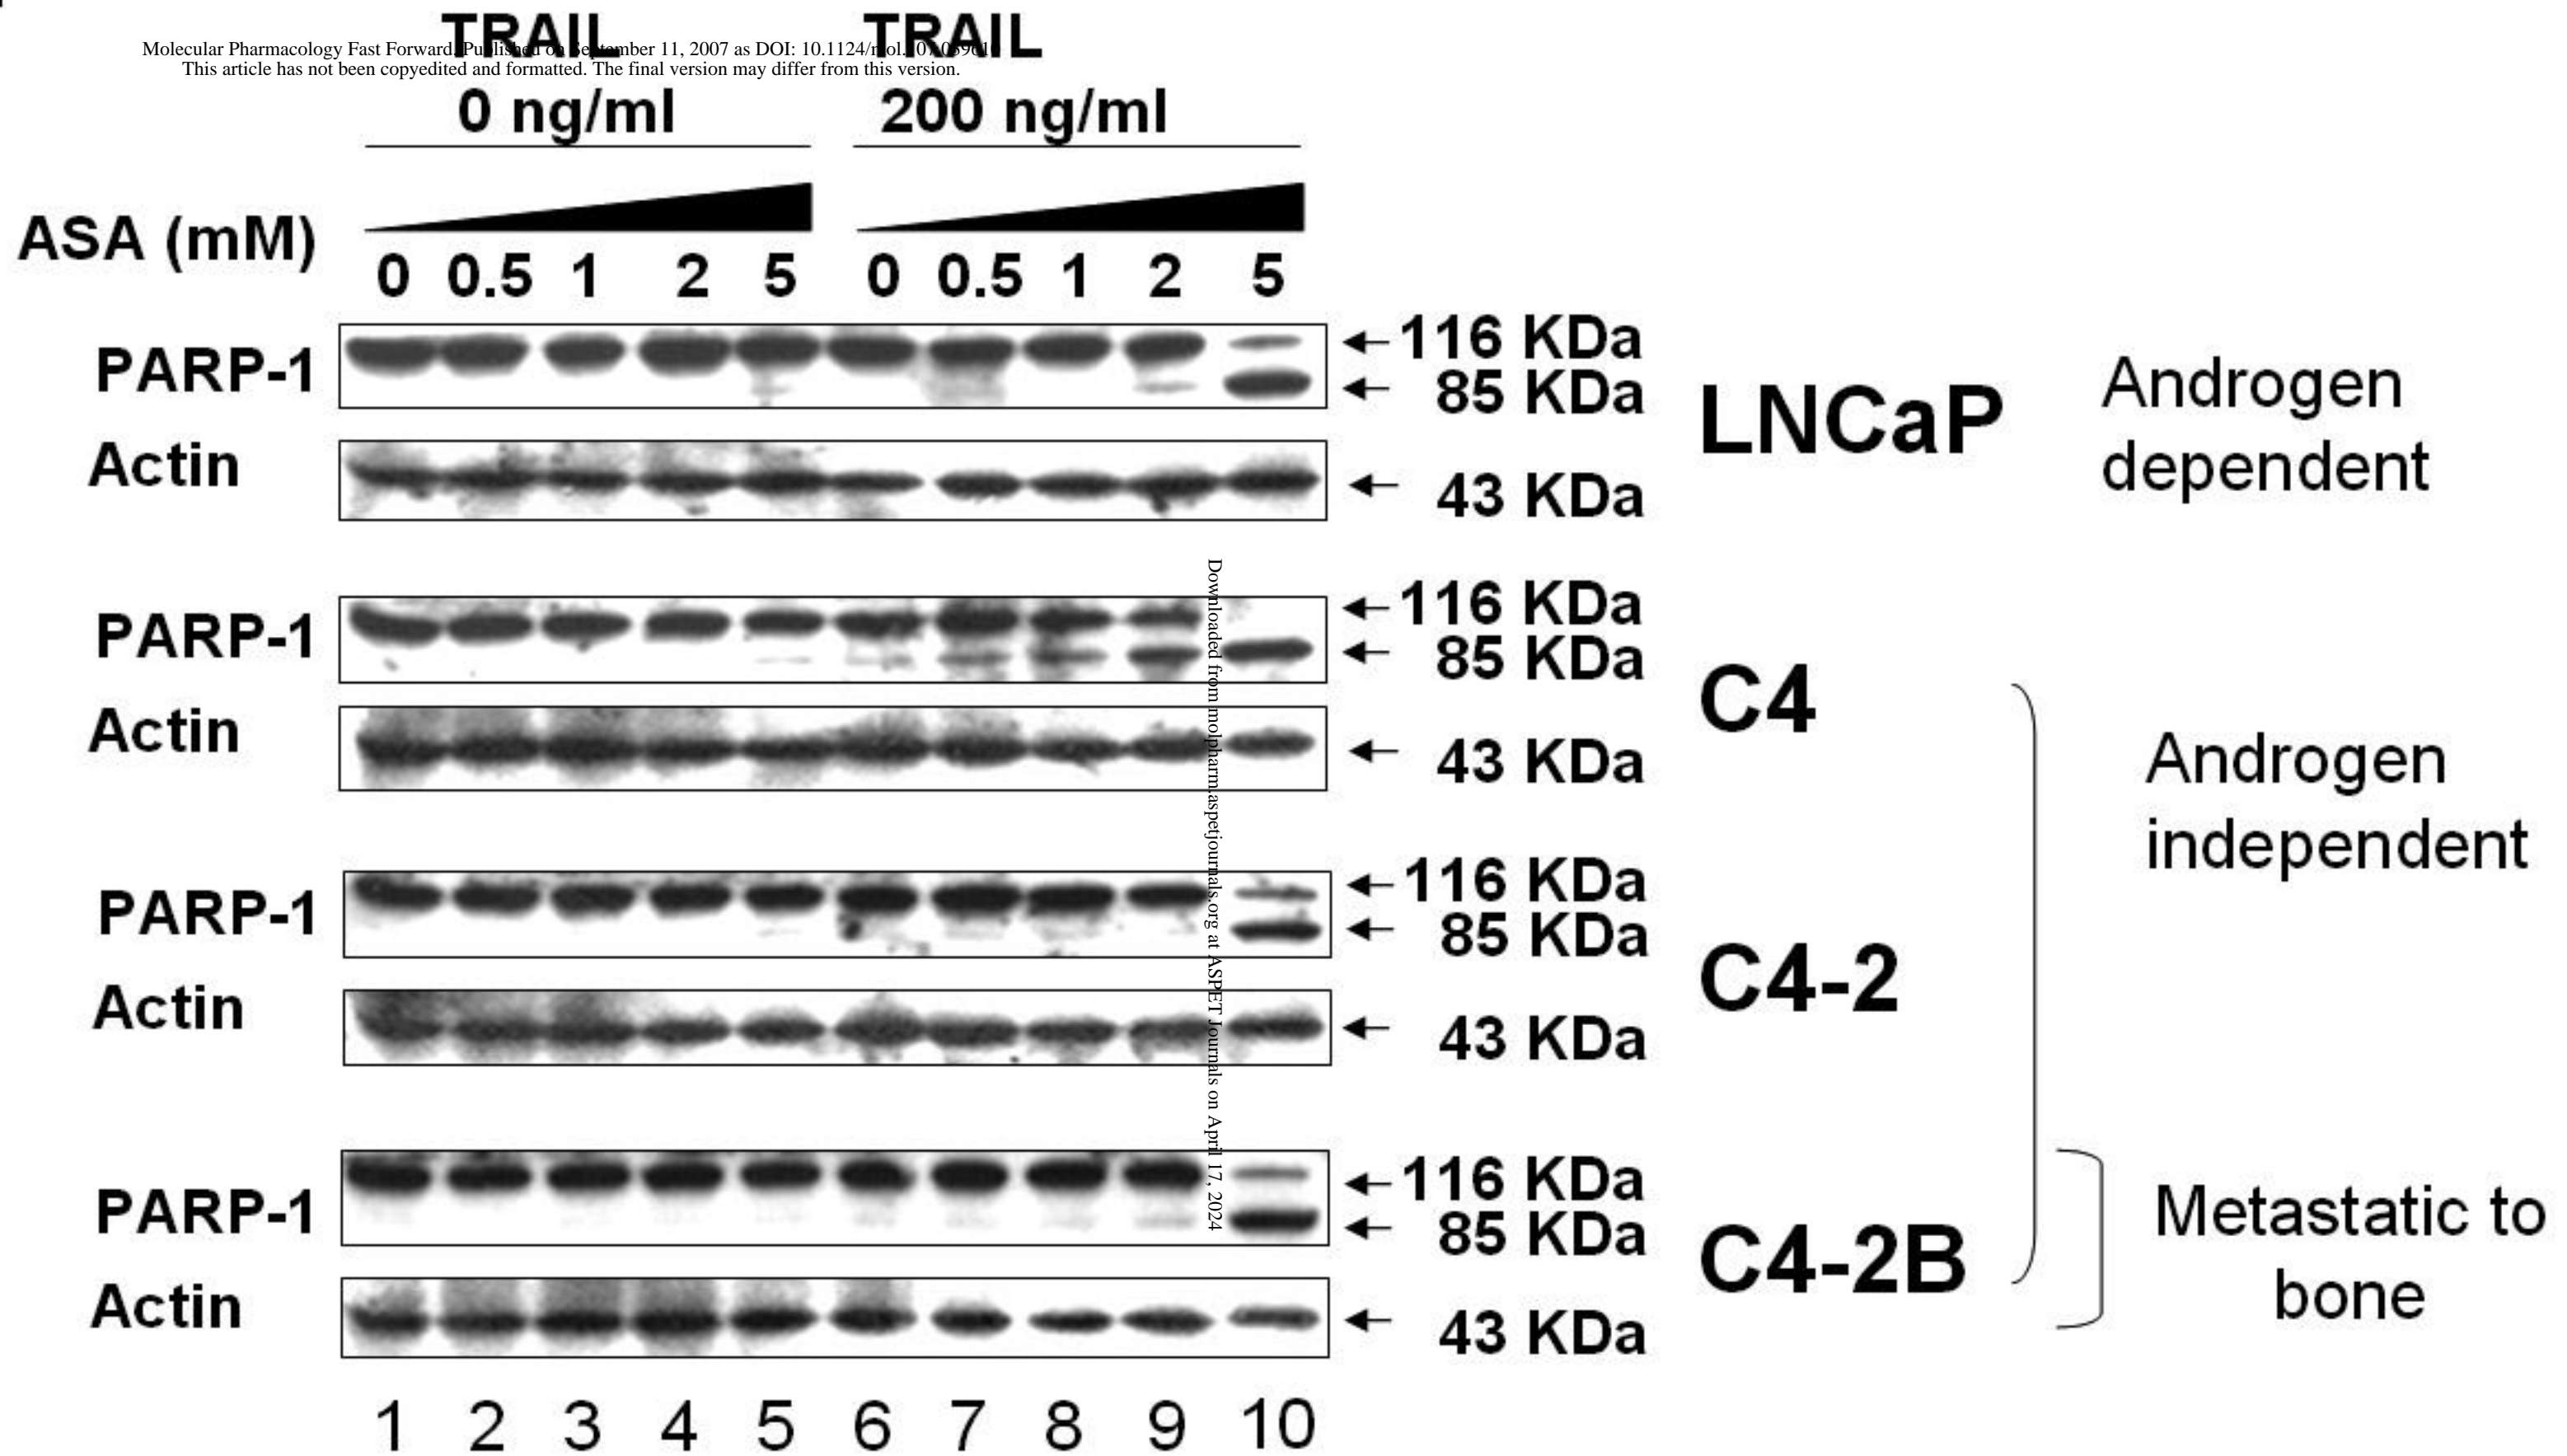 TRAIL TRAIL
Molecular Pharmacology Fast Forward. Published on September 11, 2007 as DOI:
This article has not been copyedited and formatted. The final version may differ from this version.
0 ng/ml 200 ng/ml
ASA (mM)
0 0.5 1 2 5 0 0.5 1 2 5
PARP-1 116 KDa
85 KDa
Actin 43 KDa
LNCaP
Androgen
dependent
PARP-1 116 KDa
85 KDa
Actin 43 KDa
C4
PARP-1 116 KDa
85 KDa
Actin 43 KDa
C4-2
Androgen
independent
PARP-1 116 KDa
85 KDa
Actin 43 KDa
C4-2B
Metastatic to
bone
1 2 3 4 5 6 7 8 9 10
Downloaded from molpharm.aspetjournals.org at ASPET Journals on April 17, 2024